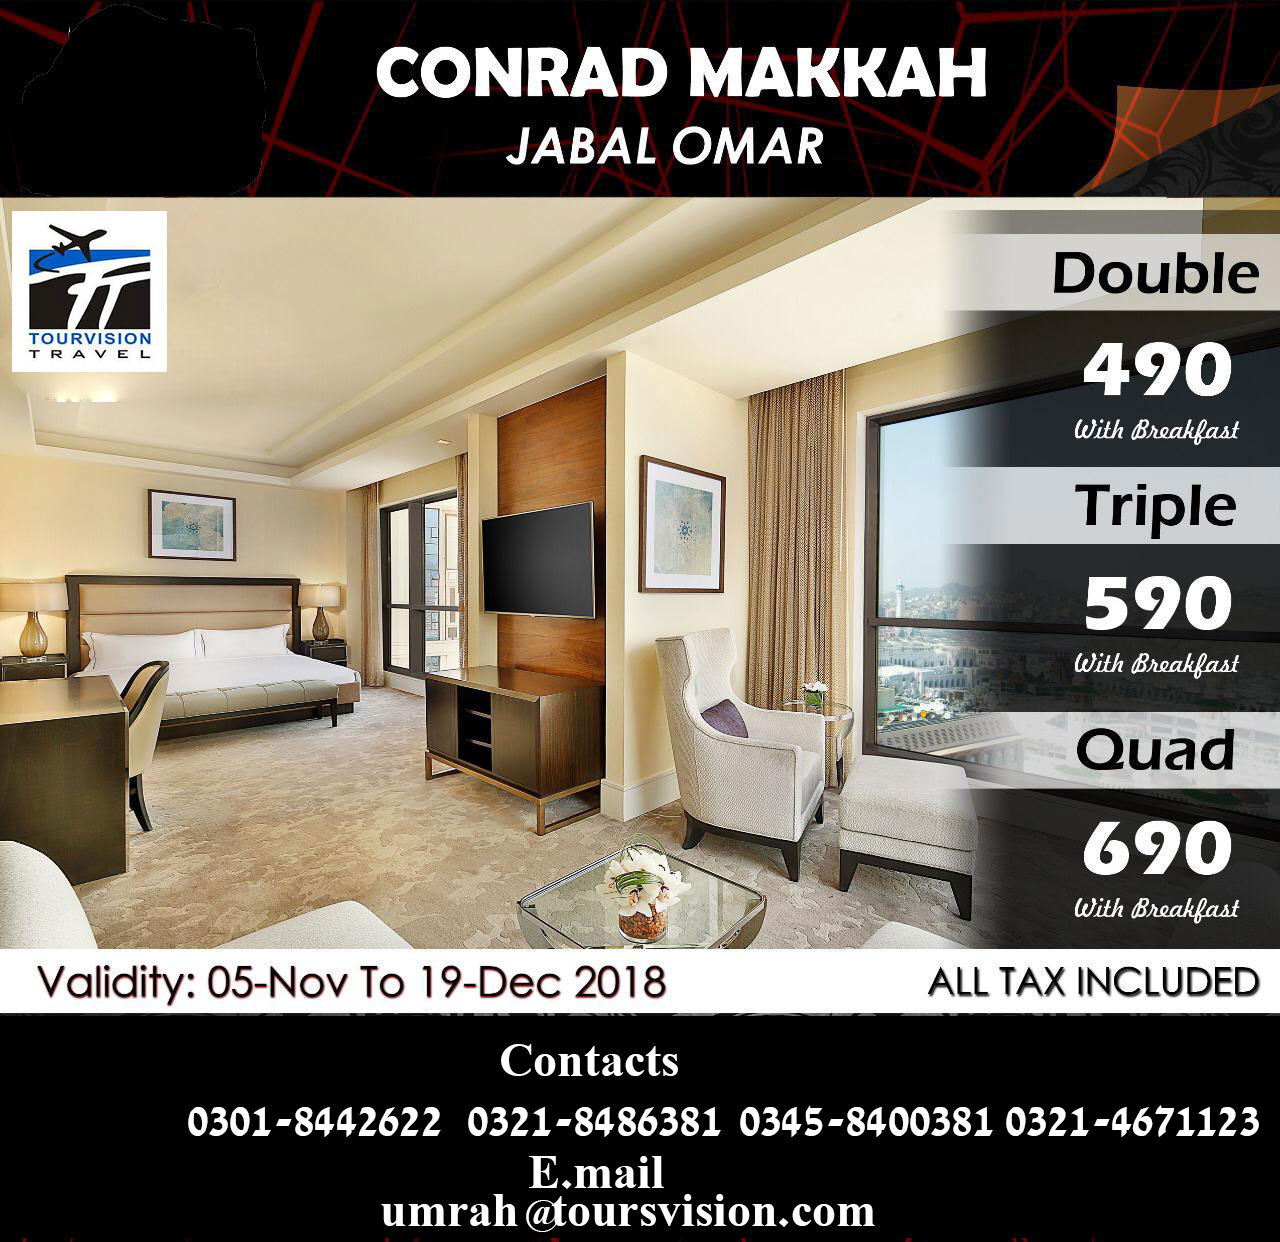 CONRAD MAKKAH
JABAL OMAR
TOURVISION
TRAVEL
Double
490
With Breakfast
Triple
590
With Breakfast
Quad
690
With Breakfast
Validity: 05-Nov To 19-Dec 2018
ALL TAX INCLUDED
Contacts
0301-8442622 0321-8486381 0345-8400381 0321-4671123
E.mail
umrah@toursvision.com